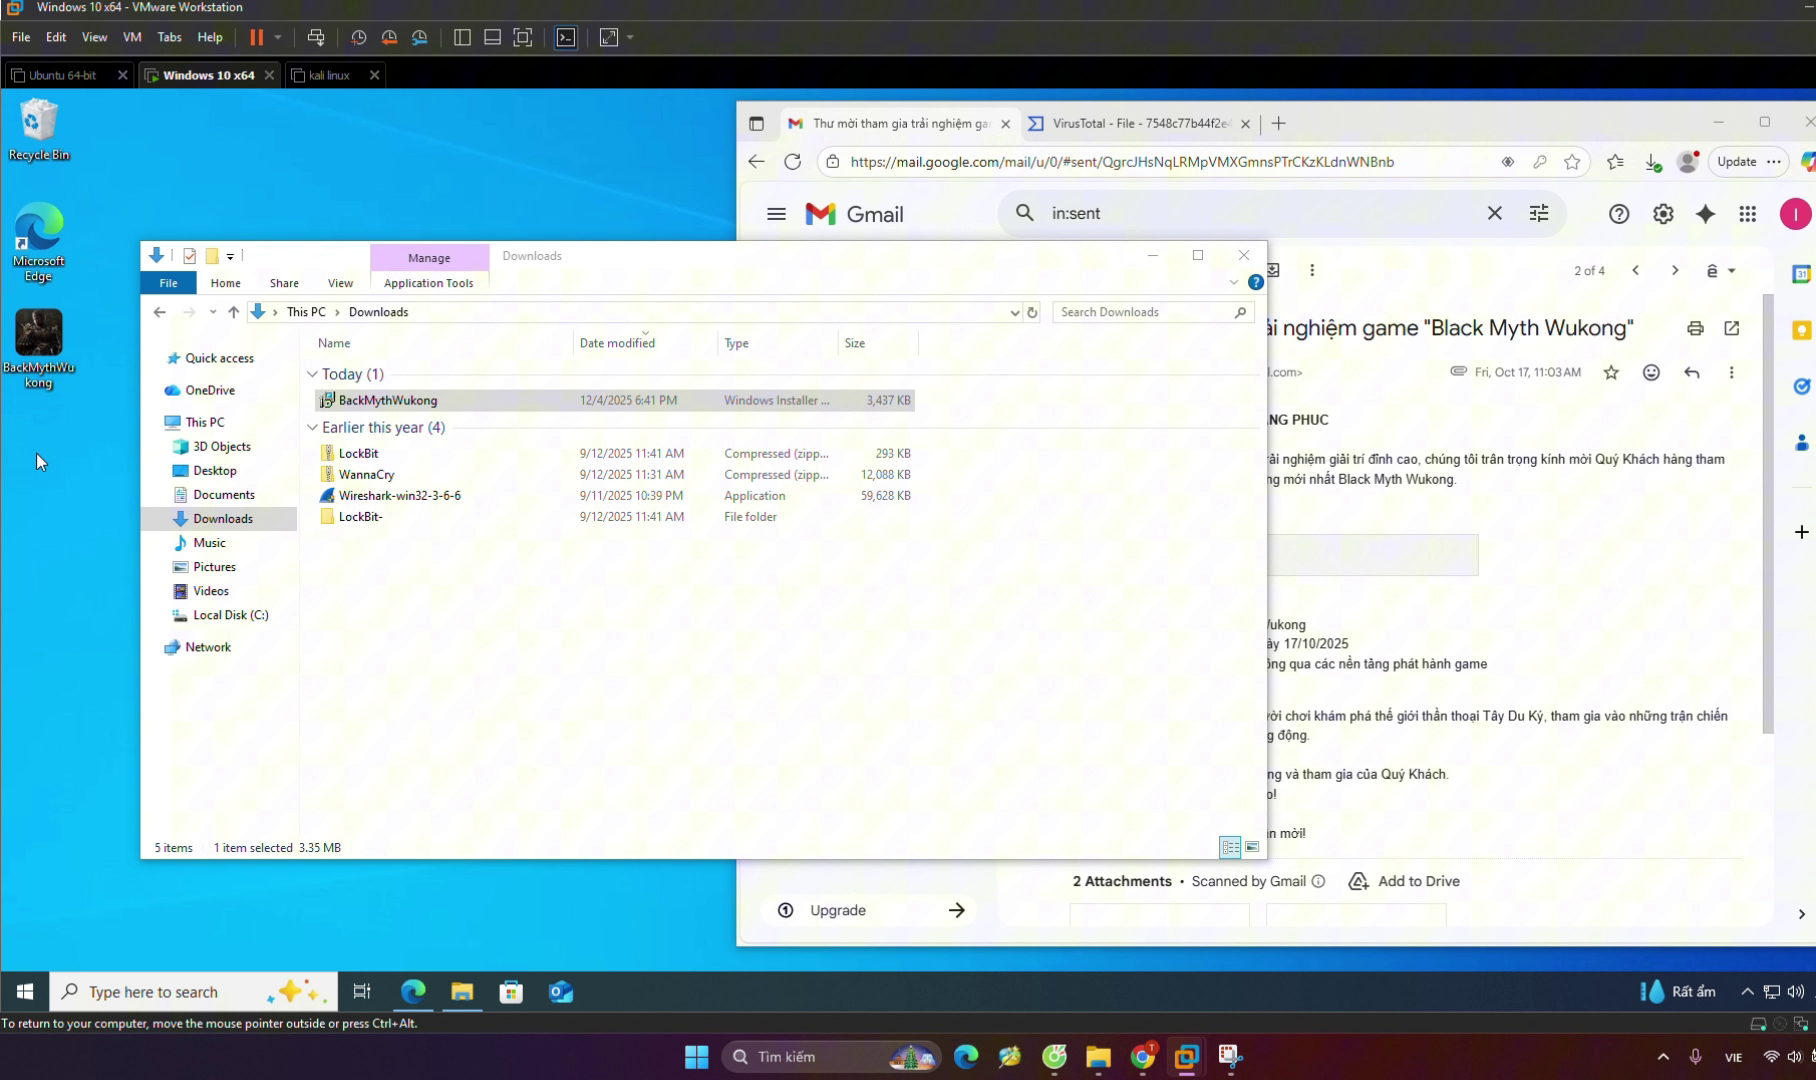 Windows 10 x64 - VMware Workstation
File Edit View VM Tabs Help
Ubuntu 64-bit
Windows 10 x64
kali linux
Recycle Bin
Microsoft
Edge
BackMythWu
kong
Thư mời tham gia trải nghiệm ga
VirusTotal - File - 7548c77b44f2e
https://mail.google.com/mail/u/0/#sent/QgrcJHsNqLRMpVMXGmnsPTrCKzKLdnWNBnb
Update
Gmail
in:sent
I
2 of 4
31
ải nghiệm game "Black Myth Wukong"
l.com>
Fri, Oct 17, 11:03 AM
NG PHUC
rải nghiệm giải trí đỉnh cao, chúng tôi trân trọng kính mời Quý Khách hàng tham
ng mới nhất Black Myth Wukong.
Wukong
ày 17/10/2025
ông qua các nền tảng phát hành game
ười chơi khám phá thế giới thần thoại Tây Du Ký, tham gia vào những trận chiến
g động.
ng và tham gia của Quý Khách.
o!
ân mời!
2 Attachments • Scanned by Gmail
Add to Drive
Upgrade
Manage
Downloads
File Home Share View Application Tools
This PC > Downloads
Search Downloads
Name Date modified Type Size
Today (1)
BackMythWukong 12/4/2025 6:41 PM Windows Installer ... 3,437 KB
Earlier this year (4)
LockBit 9/12/2025 11:41 AM Compressed (zipp... 293 KB
WannaCry 9/12/2025 11:31 AM Compressed (zipp... 12,088 KB
Wireshark-win32-3-6-6 9/11/2025 10:39 PM Application 59,628 KB
LockBit- 9/12/2025 11:41 AM File folder
Quick access
OneDrive
This PC
3D Objects
Desktop
Documents
Downloads
Music
Pictures
Videos
Local Disk (C:)
Network
5 items 1 item selected 3.35 MB
Type here to search
Rất ẩm
To return to your computer, move the mouse pointer outside or press Ctrl+Alt.
Tìm kiếm
T
VIE